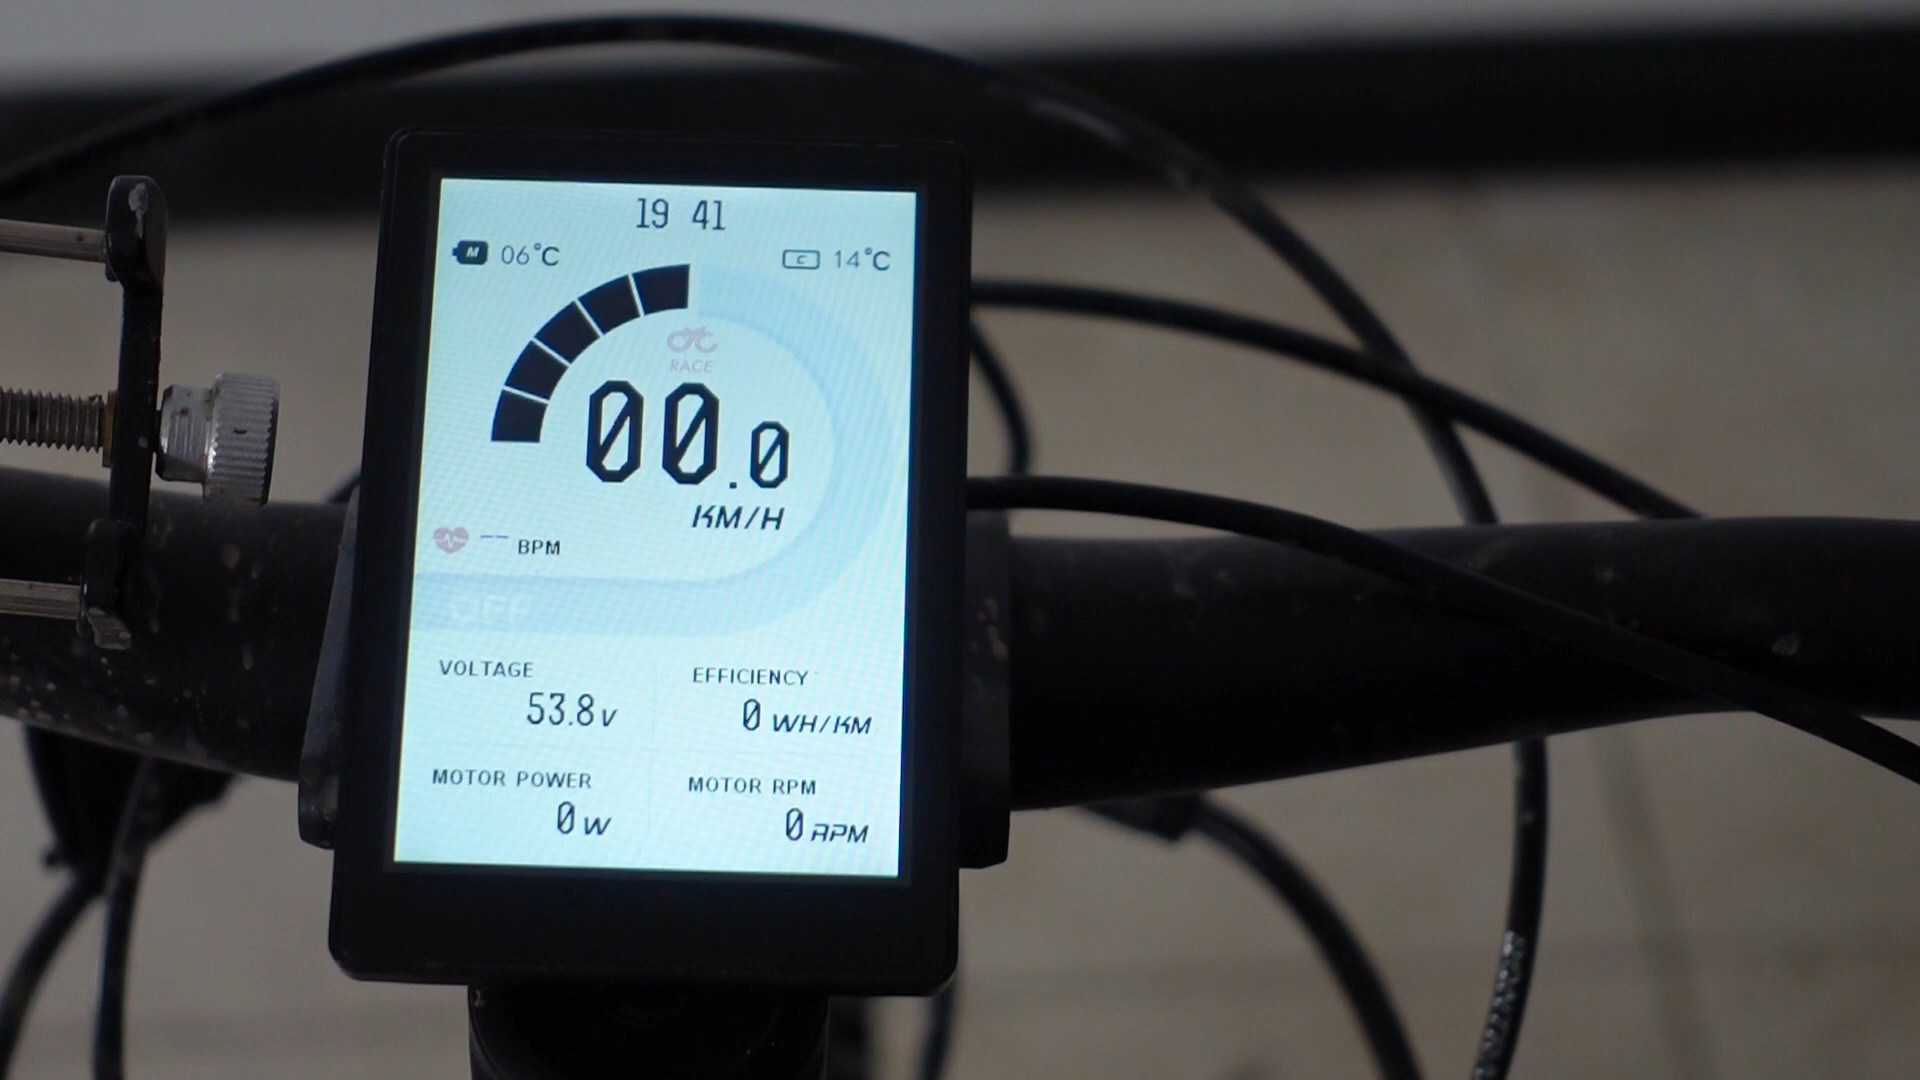 19 41
M 06°C
C 14°C
RACE
00.0
KM/H
-- BPM
OFF
VOLTAGE
53.8V
EFFICIENCY
0 WH/KM
MOTOR POWER
0W
MOTOR RPM
0 RPM